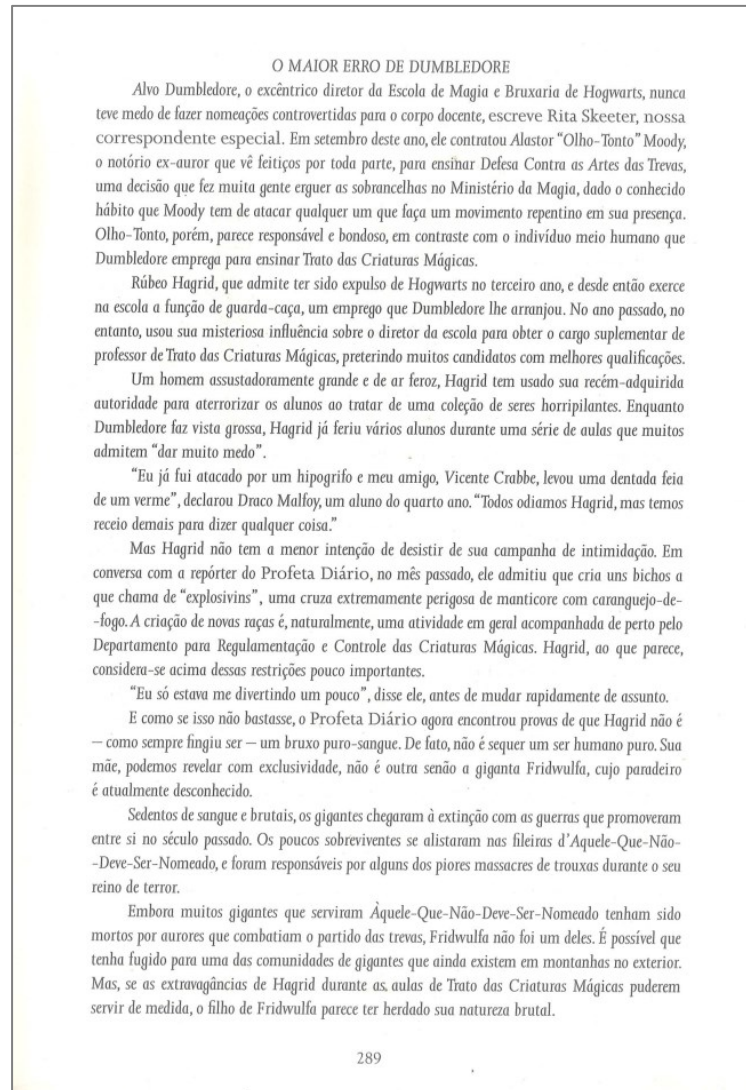 O MAIOR ERRO DE DUMBLEDORE
Alvo Dumbledore, o excêntrico diretor da Escola de Magia e Bruxaria de Hogwarts, nunca
teve medo de fazer nomeações controvertidas para o corpo docente, escreve Rita Skeeter, nossa
correspondente especial. Em setembro deste ano, ele contratou Alastor “Olho-Tonto” Moody,
o notório ex-auror que vê feitiços por toda parte, para ensinar Defesa Contra as Artes das Trevas,
uma decisão que fez muita gente erguer as sobrancelhas no Ministério da Magia, dado o conhecido
hábito que Moody tem de atacar qualquer um que faça um movimento repentino em sua presença.
Olho-Tonto, porém, parece responsável e bondoso, em contraste com o indivíduo meio humano que
Dumbledore emprega para ensinar Trato das Criaturas Mágicas.
Rúbeo Hagrid, que admite ter sido expulso de Hogwarts no terceiro ano, e desde então exerce
na escola a função de guarda-caça, um emprego que Dumbledore lhe arranjou. No ano passado, no
entanto, usou sua misteriosa influência sobre o diretor da escola para obter o cargo suplementar de
professor de Trato das Criaturas Mágicas, preterindo muitos candidatos com melhores qualificações.
Um homem assustadoramente grande e de ar feroz, Hagrid tem usado sua recém-adquirida
autoridade para aterrorizar os alunos ao tratar de uma coleção de seres horripilantes. Enquanto
Dumbledore faz vista grossa, Hagrid já feriu vários alunos durante uma série de aulas que muitos
admitem “dar muito medo”.
“Eu já fui atacado por um hipogrifo e meu amigo, Vicente Crabbe, levou uma dentada feia
de um verme”, declarou Draco Malfoy, um aluno do quarto ano. “Todos odiamos Hagrid, mas temos
receio demais para dizer qualquer coisa.”
Mas Hagrid não tem a menor intenção de desistir de sua campanha de intimidação. Em
conversa com a repórter do Profeta Diário, no mês passado, ele admitiu que cria uns bichos a
que chama de “explosivins”, uma cruza extremamente perigosa de manticore com caranguejo-de-
-fogo. A criação de novas raças é, naturalmente, uma atividade em geral acompanhada de perto pelo
Departamento para Regulamentação e Controle das Criaturas Mágicas. Hagrid, ao que parece,
considera-se acima dessas restrições pouco importantes.
“Eu só estava me divertindo um pouco”, disse ele, antes de mudar rapidamente de assunto.
E como se isso não bastasse, o Profeta Diário agora encontrou provas de que Hagrid não é
— como sempre fingiu ser — um bruxo puro-sangue. De fato, não é sequer um ser humano puro. Sua
mãe, podemos revelar com exclusividade, não é outra senão a giganta Fridwulfa, cujo paradeiro
é atualmente desconhecido.
Sedentos de sangue e brutais, os gigantes chegaram à extinção com as guerras que promoveram
entre si no século passado. Os poucos sobreviventes se alistaram nas fileiras d’Aquele-Que-Não-
-Deve-Ser-Nomeado, e foram responsáveis por alguns dos piores massacres de trouxas durante o seu
reino de terror.
Embora muitos gigantes que serviram Àquele-Que-Não-Deve-Ser-Nomeado tenham sido
mortos por aurores que combatiam o partido das trevas, Fridwulfa não foi um deles. É possível que
tenha fugido para uma das comunidades de gigantes que ainda existem em montanhas no exterior.
Mas, se as extravagâncias de Hagrid durante as aulas de Trato das Criaturas Mágicas puderem
servir de medida, o filho de Fridwulfa parece ter herdado sua natureza brutal.
289